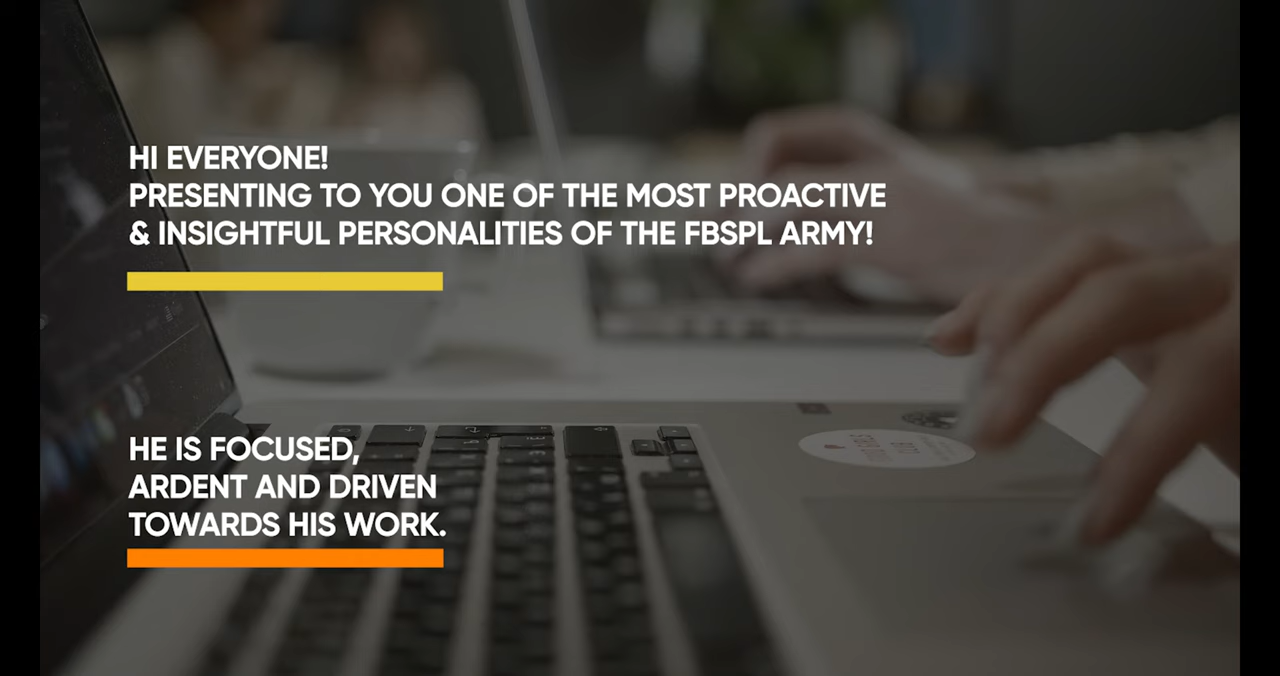 HI EVERYONE!
PRESENTING TO YOU ONE OF THE MOST PROACTIVE
& INSIGHTFUL PERSONALITIES OF THE FBSPL ARMY!
HE IS FOCUSED,
ARDENT AND DRIVEN
TOWARDS HIS WORK.